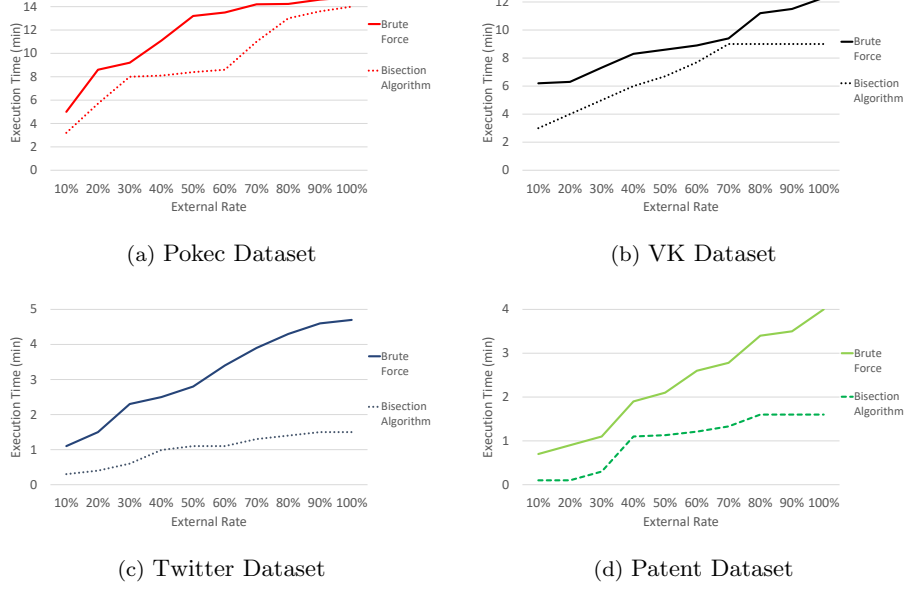 14
12
10
8
6
4
2
0
Execution Time (min)
10% 20% 30% 40% 50% 60% 70% 80% 90% 100%
External Rate
Brute
Force
Bisection
Algorithm
(a) Pokec Dataset
12
9
6
4
2
0
Execution Time (min)
10% 20% 30% 40% 50% 60% 70% 80% 90% 100%
External Rate
Brute
Force
Bisection
Algorithm
(b) VK Dataset
5
4
3
2
1
0
Execution Time (min)
10% 20% 30% 40% 50% 60% 70% 80% 90% 100%
External Rate
Brute
Force
Bisection
Algorithm
(c) Twitter Dataset
4
3
2
1
0
Execution Time (min)
10% 20% 30% 40% 50% 60% 70% 80% 90% 100%
External Rate
Brute
Force
Bisection
Algorithm
(d) Patent Dataset